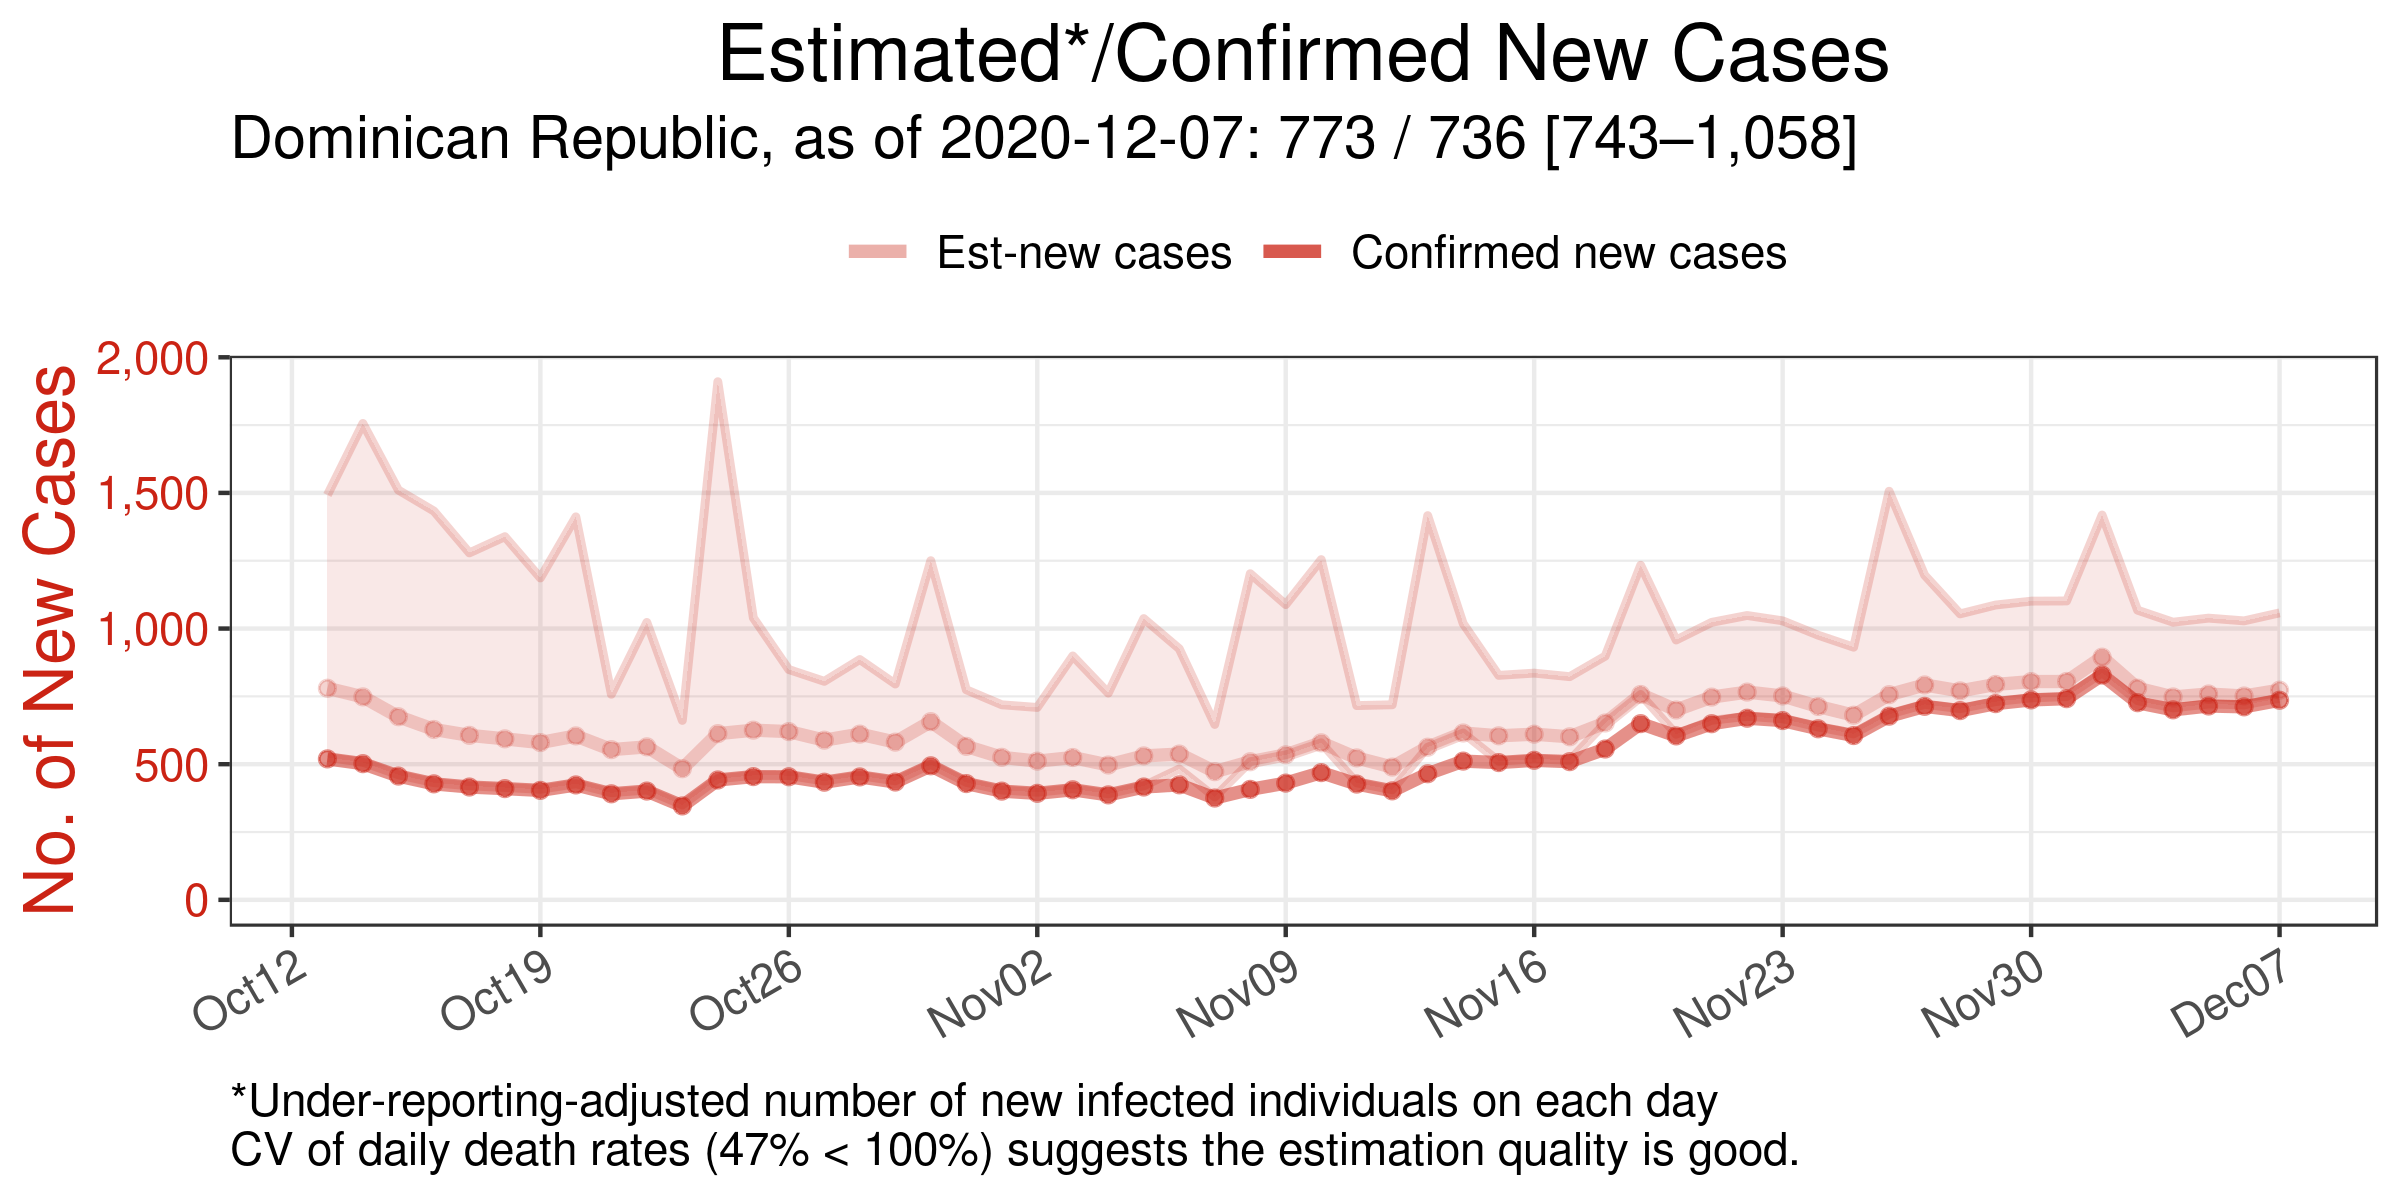 Estimated*/Confirmed New Cases
Dominican Republic, as of 2020-12-07: 773 / 736 [743–1,058]
Est-new cases
Confirmed new cases
No. of New Cases
2,000
1,500
1,000
500
0
Oct12
Oct19
Oct26
Nov02
Nov09
Nov16
Nov23
Nov30
Dec07
*Under-reporting-adjusted number of new infected individuals on each day
CV of daily death rates (47% < 100%) suggests the estimation quality is good.